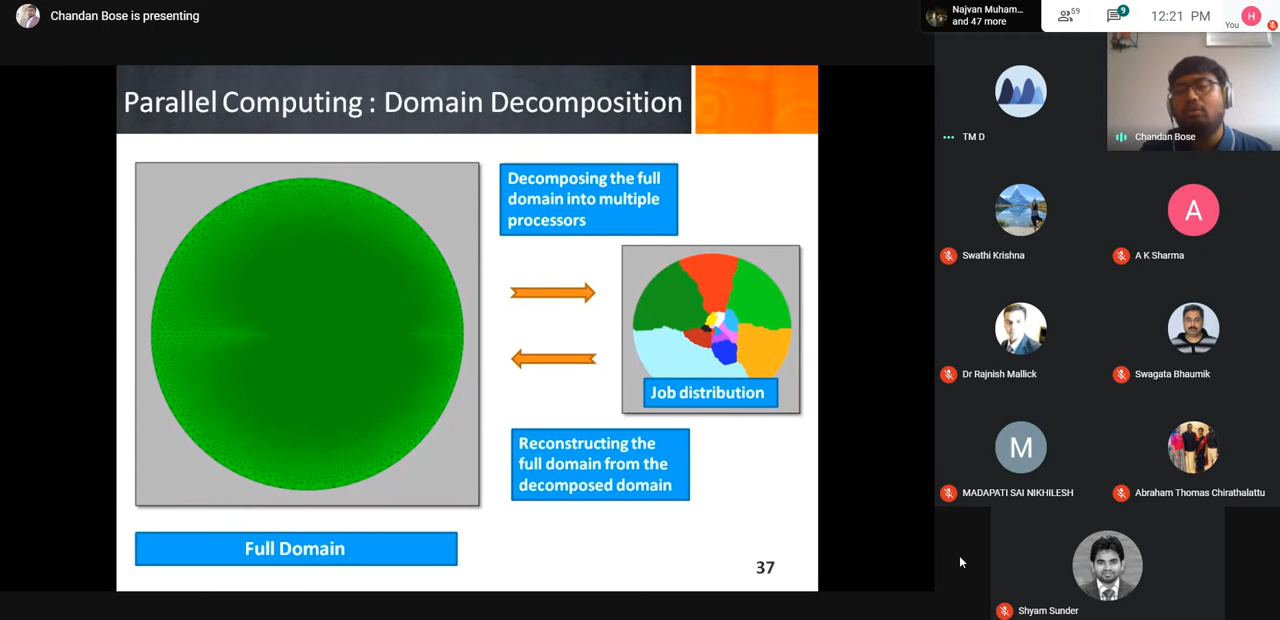 Chandan Bose is presenting
Najvan Muham...
and 47 more
59
9
12:21 PM
You
H
Parallel Computing : Domain Decomposition
Decomposing the full
domain into multiple
processors
Job distribution
Reconstructing the
full domain from the
decomposed domain
Full Domain
37
TM D
Chandan Bose
Swathi Krishna
A
A K Sharma
Dr Rajnish Mallick
Swagata Bhaumik
M
MADAPATI SAI NIKHILESH
Abraham Thomas Chirathalattu
Shyam Sunder